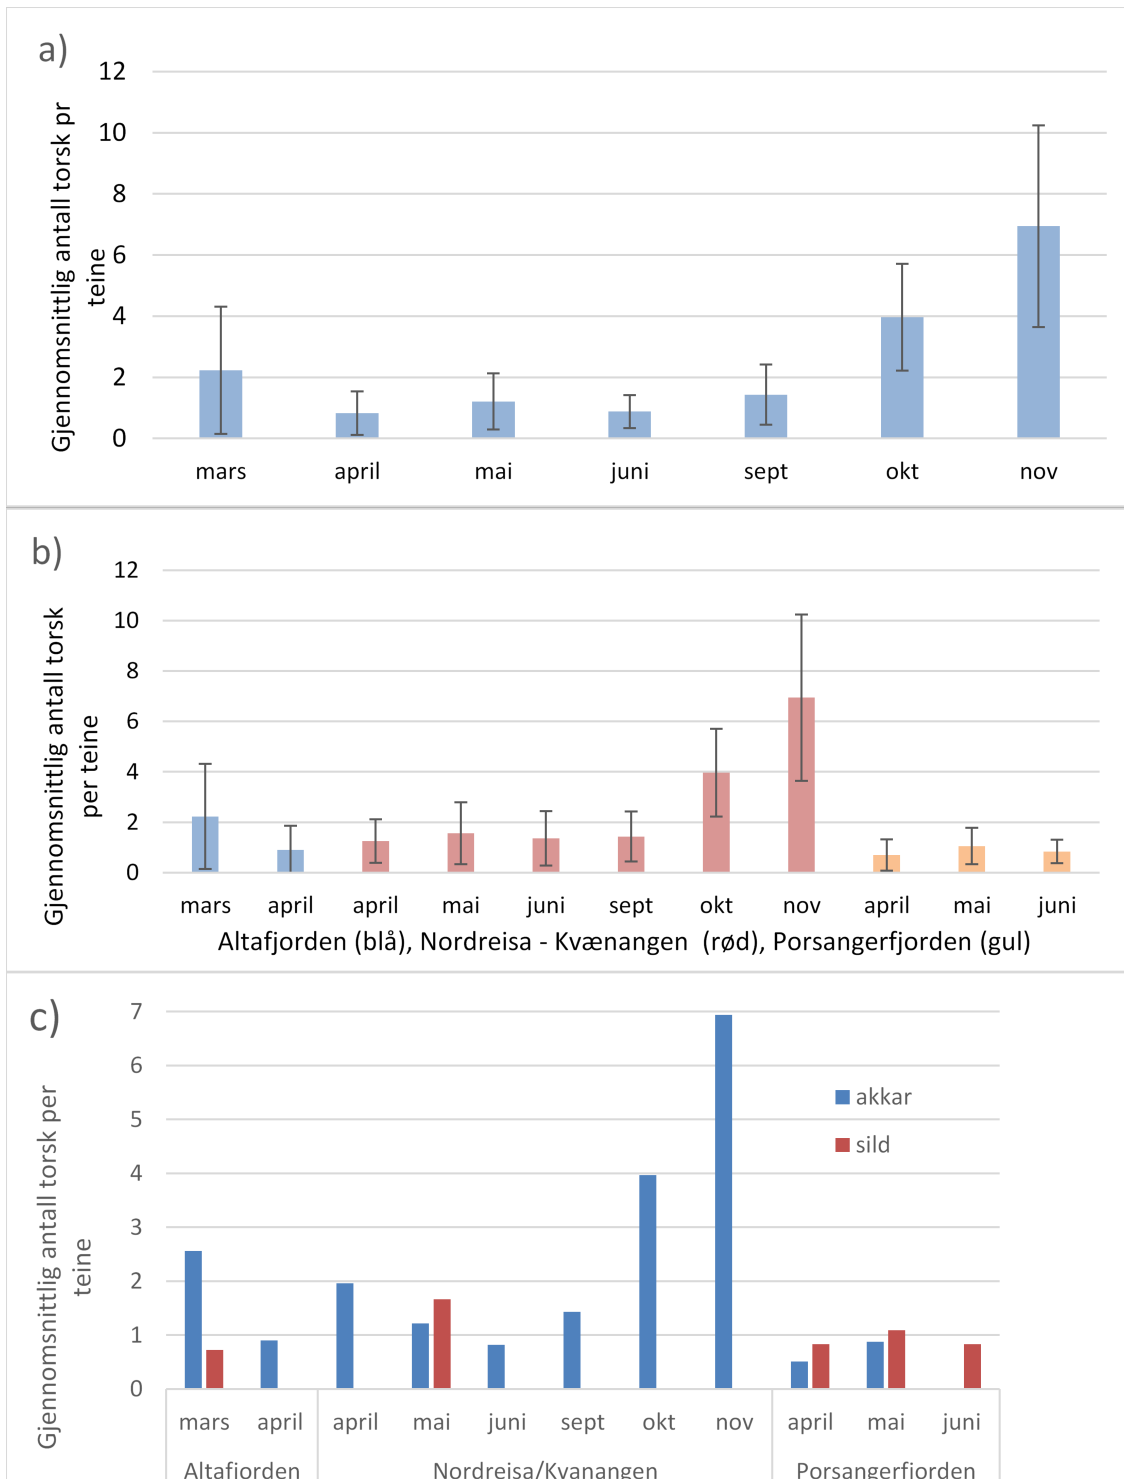 a)
Gjennomsnittlig antall torsk pr
teine
12
10
8
6
4
2
0
mars april mai juni sept okt nov
b)
Gjennomsnittlig antall torsk
per teine
12
10
8
6
4
2
0
mars april april mai juni sept okt nov april mai juni
Altafjorden (blå), Nordreisa - Kvænangen (rød), Porsangerfjorden (gul)
c)
Gjennomsnittlig antall torsk per
teine
7
6
5
4
3
2
1
0
akkar
sild
mars april april mai juni sept okt nov april mai juni
Altafjorden Nordreisa/Kvanangen Porsangerfjorden